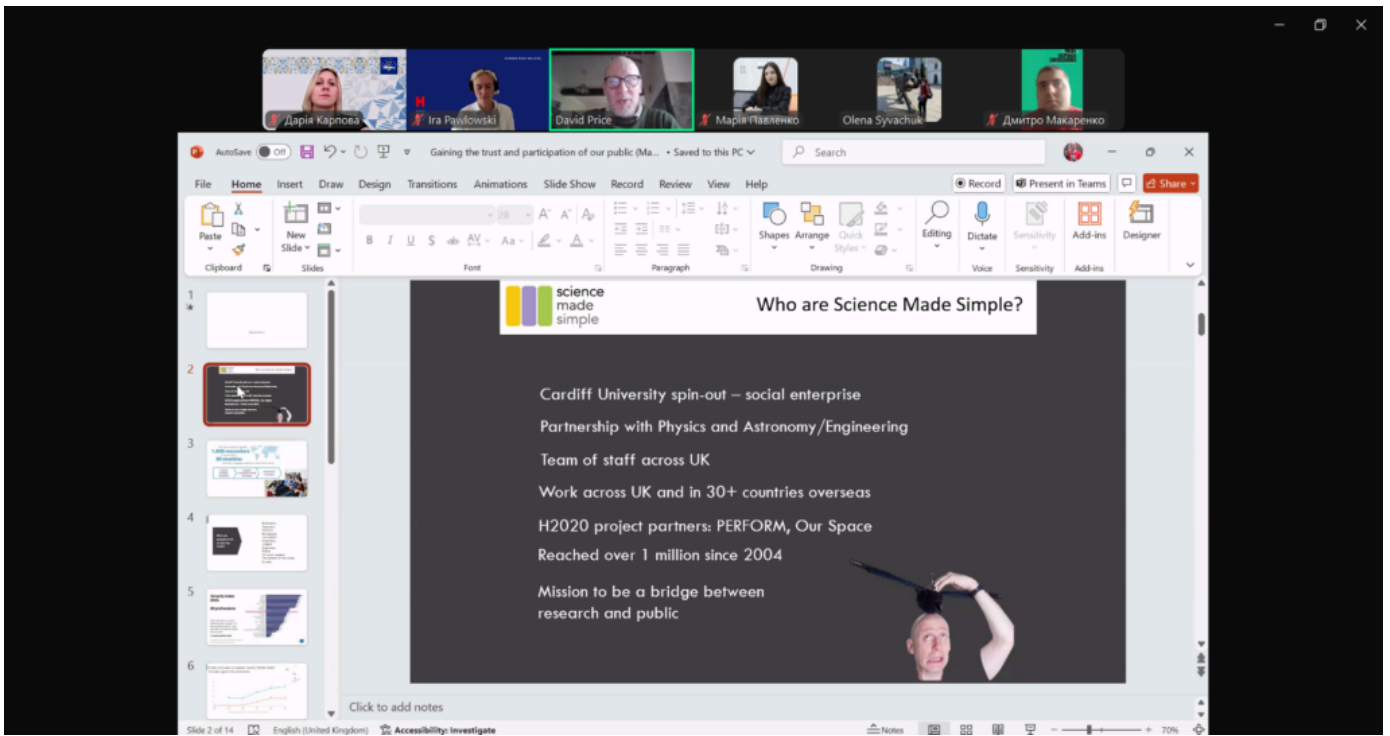 Дарія Карпова
Ira Pawlowski
David Price
Марія Павленко
Olena Syvachuk
Дмитро Макаренко
AutoSave
Off
Gaining the trust and participation of our public (Ma... • Saved to this PC
Search
File
Home
Insert
Draw
Design
Transitions
Animations
Slide Show
Record
Review
View
Help
Record
Present in Teams
Share
Paste
New
Slide
28
Shapes
Arrange
Quick
Styles
Editing
Dictate
Sensitivity
Add-ins
Designer
Clipboard
Slides
Font
Paragraph
Drawing
Voice
Sensitivity
Add-ins
1
2
3
4
5
6
science
made
simple
Who are Science Made Simple?
Cardiff University spin-out – social enterprise
Partnership with Physics and Astronomy/Engineering
Team of staff across UK
Work across UK and in 30+ countries overseas
H2020 project partners: PERFORM, Our Space
Reached over 1 million since 2004
Mission to be a bridge between
research and public
Click to add notes
Slide 2 of 14
English (United Kingdom)
Accessibility: Investigate
Notes
70%